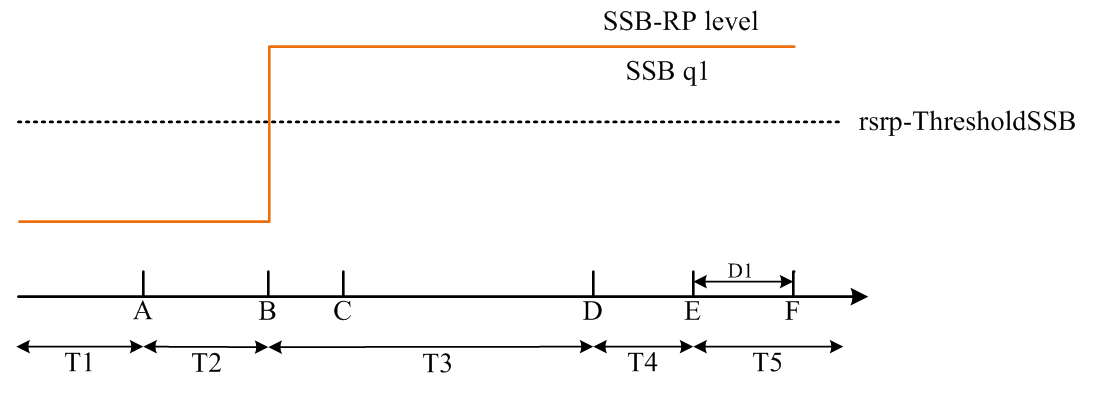 SSB-RP level
SSB q1
rsrp-ThresholdSSB
D1
A B C D E F
T1 T2 T3 T4 T5